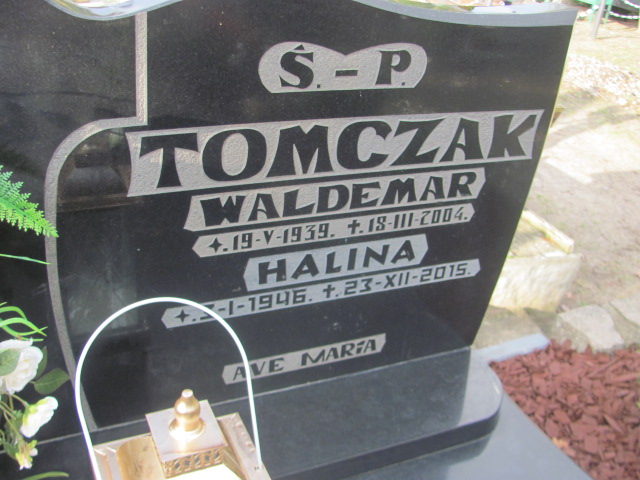 Ś.-P.
TOMCZAK
WALDEMAR
+.19-V-1939. +.18-III-2004.
HALINA
-I-1946. +.23-XII-2015.
AVE MARIA